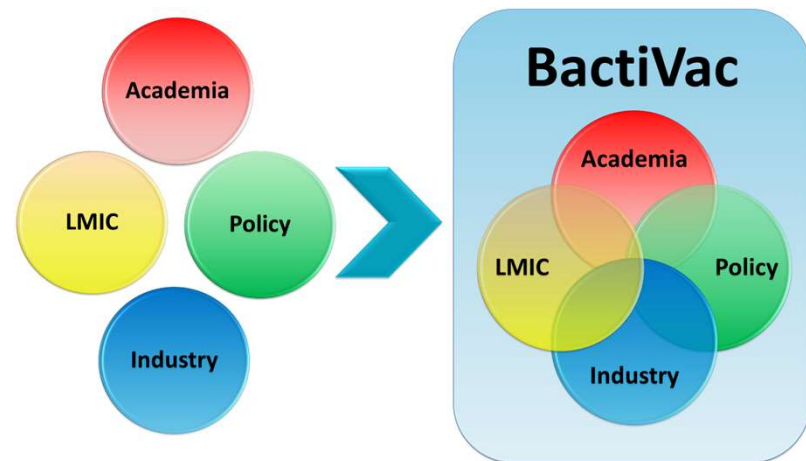 Academia
LMIC
Policy
Industry
BactiVac
Academia
LMIC
Policy
Industry